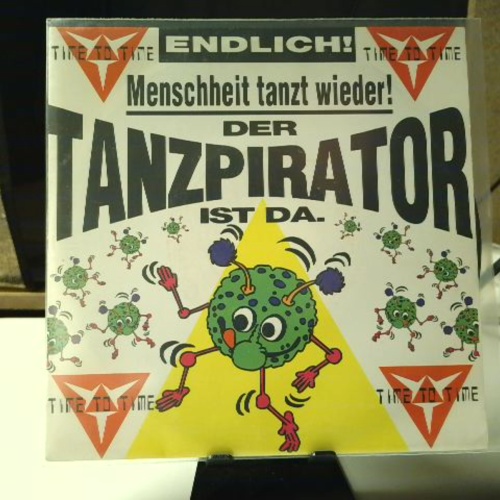 ENDLICH!
TIME TO TIME
TIME TO TIME
Menschheit tanzt wieder!
DER
TANZPIRATOR
IST DA.
TIME TO TIME
TIME TO TIME